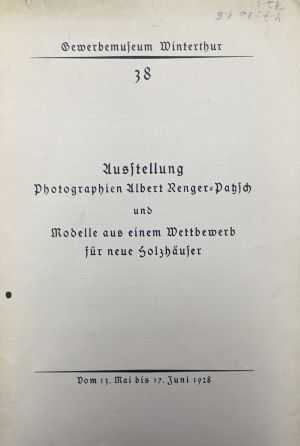 Gewerbemuseum Winterthur
38
Ausstellung
Photographien Albert Renger-Patzsch
und
Modelle aus einem Wettbewerb
für neue Holzhäuser
Vom 13. Mai bis 17. Juni 1928